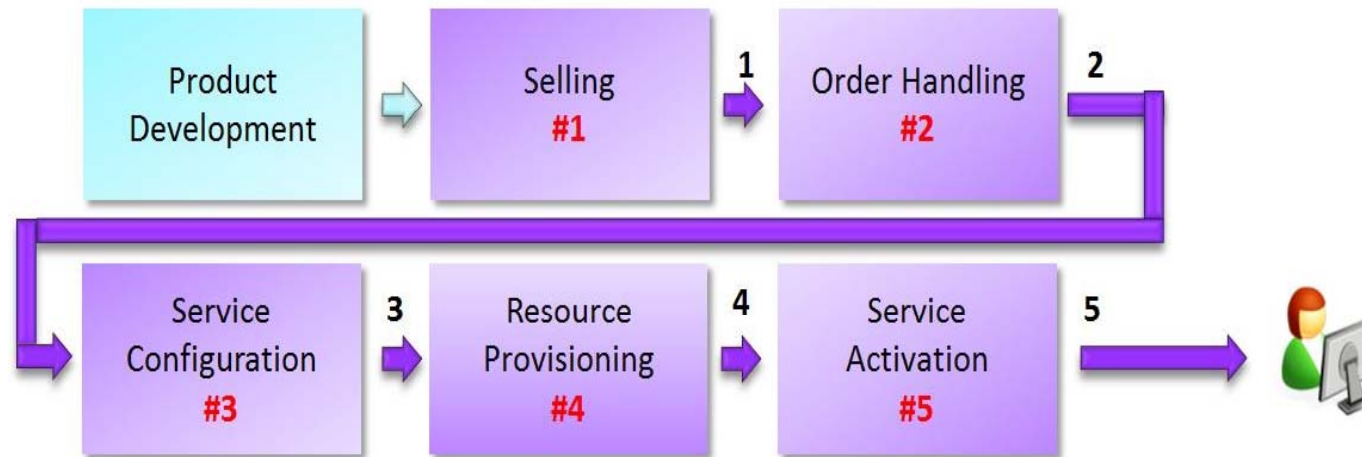 Product
Development
Selling
#1
1
Order Handling
#2
2
Service
Configuration
#3
3
Resource
Provisioning
#4
4
Service
Activation
#5
5